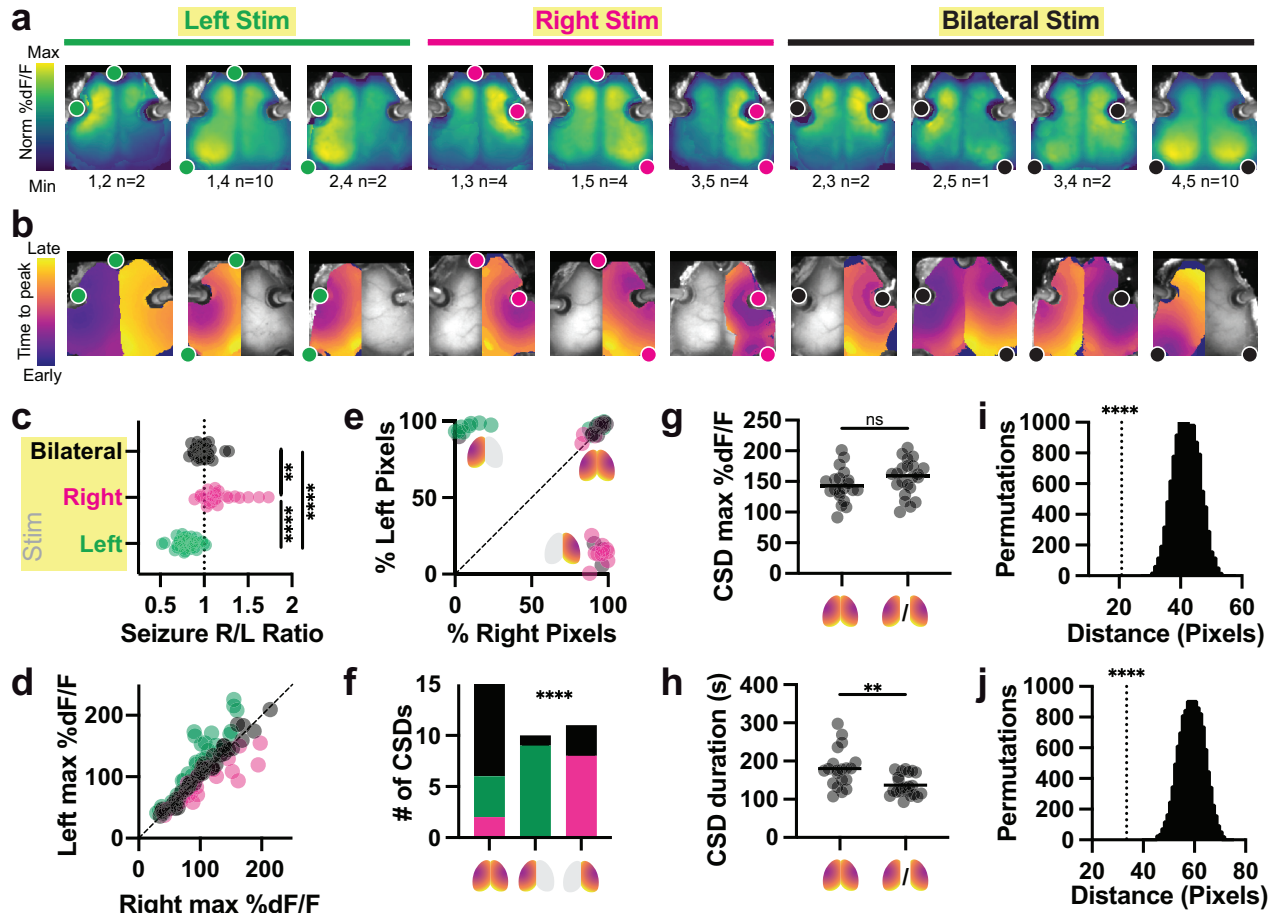 a
Left Stim
Right Stim
Bilateral Stim
Max
Norm %dF/F
Min
1,2 n=2
1,4 n=10
2,4 n=2
1,3 n=4
1,5 n=4
3,5 n=4
2,3 n=2
2,5 n=1
3,4 n=2
4,5 n=10
b
Late
Time to peak
Early
c
Stim
Bilateral
Right
Left
**
****
****
0.5 1 1.5 2
Seizure R/L Ratio
d
Left max %dF/F
200
100
0
0 100 200
Right max %dF/F
e
% Left Pixels
100
50
0
0 50 100
% Right Pixels
f
# of CSDs
15
10
5
0
****
g
CSD max %dF/F
250
200
150
100
50
0
ns
/
h
CSD duration (s)
400
300
200
100
0
**
/
i
Permutations
1000
800
600
400
200
0
****
20 40 60
Distance (Pixels)
j
Permutations
1000
800
600
400
200
0
****
20 40 60 80
Distance (Pixels)